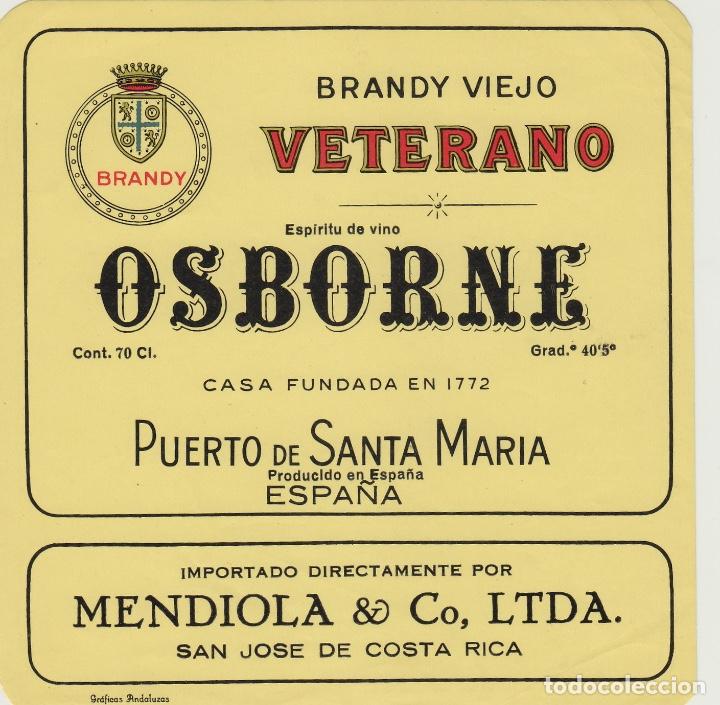 BRANDY
BRANDY VIEJO
VETERANO
Espíritu de vino
OSBORNE
Cont. 70 Cl.
Grad.º 40'5º
CASA FUNDADA EN 1772
PUERTO DE SANTA MARIA
Producido en España
ESPAÑA
IMPORTADO DIRECTAMENTE POR
MENDIOLA & Co, LTDA.
SAN JOSE DE COSTA RICA
Gráficas Andaluzas
todocoleccion